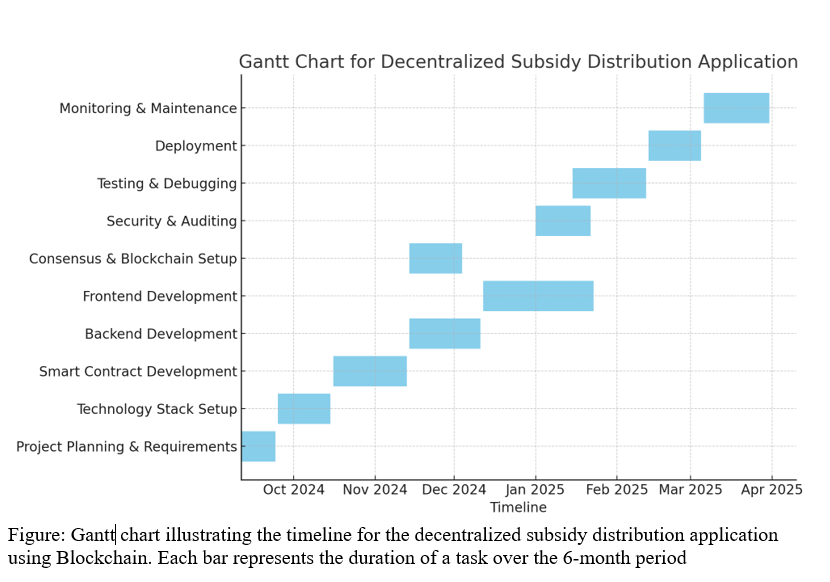 Gantt Chart for Decentralized Subsidy Distribution Application
Monitoring & Maintenance
Deployment
Testing & Debugging
Security & Auditing
Consensus & Blockchain Setup
Frontend Development
Backend Development
Smart Contract Development
Technology Stack Setup
Project Planning & Requirements
Oct 2024 Nov 2024 Dec 2024 Jan 2025 Feb 2025 Mar 2025 Apr 2025
Timeline
Figure: Gantt chart illustrating the timeline for the decentralized subsidy distribution application
using Blockchain. Each bar represents the duration of a task over the 6-month period